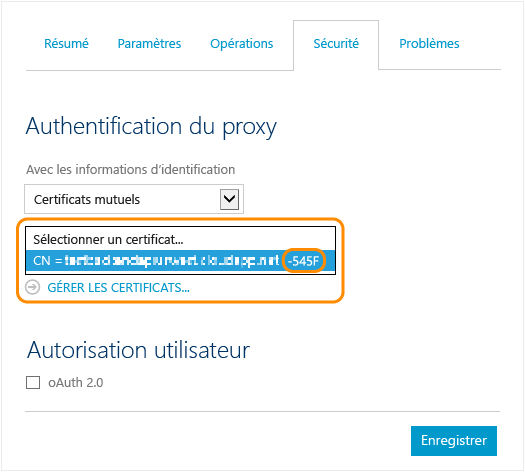 Résumé Paramètres Opérations Sécurité Problèmes
Authentification du proxy
Avec les informations d'identification
Certificats mutuels
Sélectionner un certificat...
CN = -545F
GÉRER LES CERTIFICATS...
Autorisation utilisateur
oAuth 2.0
Enregistrer